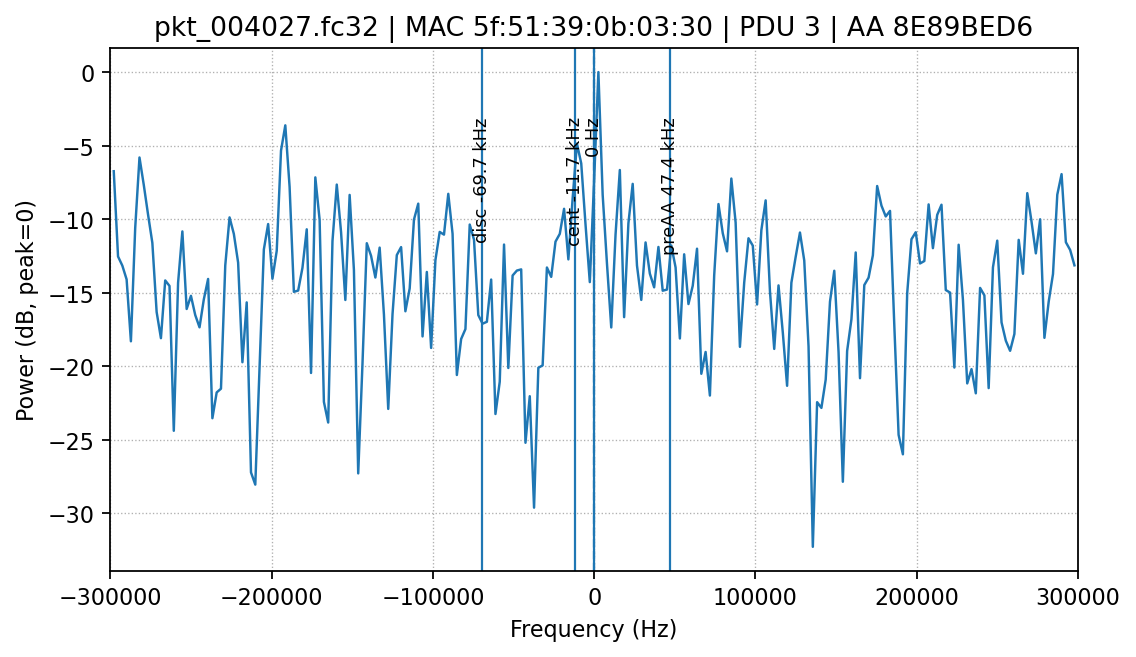 pkt_004027.fc32 | MAC 5f:51:39:0b:03:30 | PDU 3 | AA 8E89BED6
Power (dB, peak=0)
0
−5
−10
−15
−20
−25
−30
disc -69.7 kHz
cent -11.7 kHz
0 Hz
preAA 47.4 kHz
−300000
−200000
−100000
0
100000
200000
300000
Frequency (Hz)